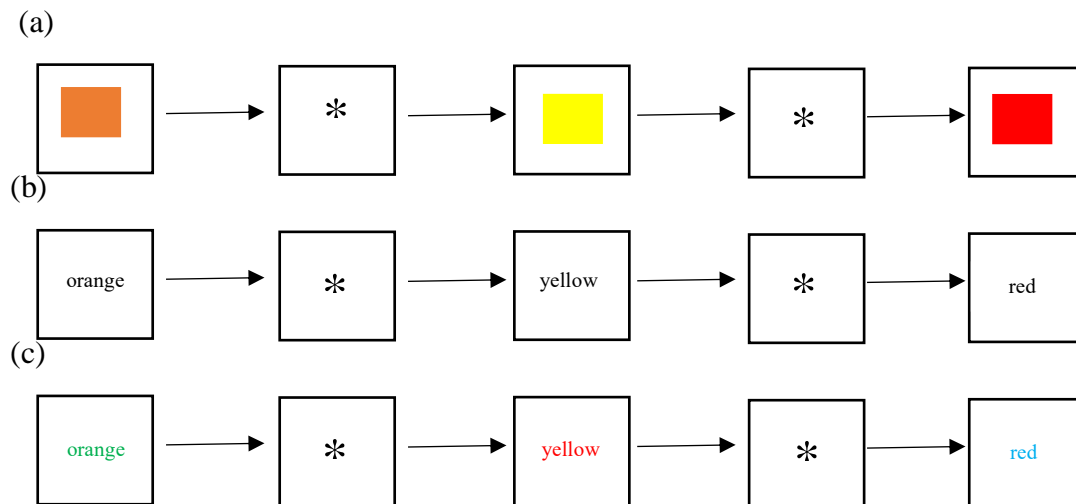 (a)
* *
(b)
orange * yellow * red
(c)
orange * yellow * red